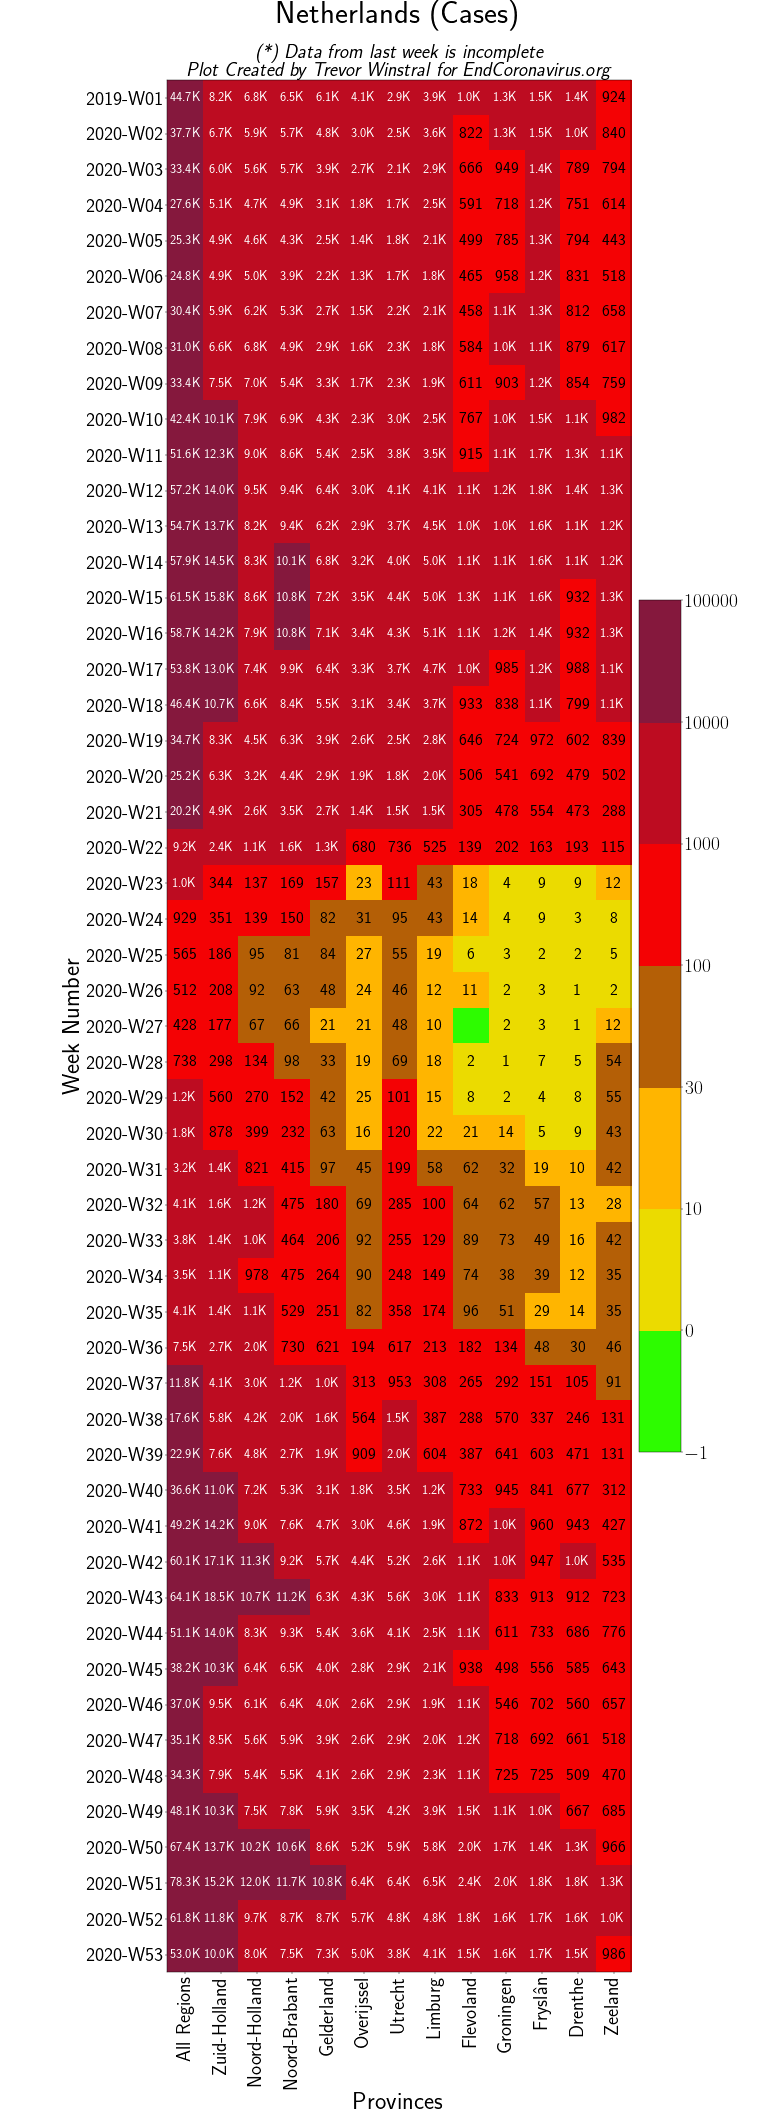 Netherlands (Cases)
(*) Data from last week is incomplete
Plot Created by Trevor Winstral for EndCoronavirus.org
2019-W01 44.7K 8.2K 6.8K 6.5K 6.1K 4.1K 2.9K 3.9K 1.0K 1.3K 1.5K 1.4K 924
2020-W02 37.7K 6.7K 5.9K 5.7K 4.8K 3.0K 2.5K 3.6K 822 1.3K 1.5K 1.0K 840
2020-W03 33.4K 6.0K 5.6K 5.7K 3.9K 2.7K 2.1K 2.9K 666 949 1.4K 789 794
2020-W04 27.6K 5.1K 4.7K 4.9K 3.1K 1.8K 1.7K 2.5K 591 718 1.2K 751 614
2020-W05 25.3K 4.9K 4.6K 4.3K 2.5K 1.4K 1.8K 2.1K 499 785 1.3K 794 443
2020-W06 24.8K 4.9K 5.0K 3.9K 2.2K 1.3K 1.7K 1.8K 465 958 1.2K 831 518
2020-W07 30.4K 5.9K 6.2K 5.3K 2.7K 1.5K 2.2K 2.1K 458 1.1K 1.3K 812 658
2020-W08 31.0K 6.6K 6.8K 4.9K 2.9K 1.6K 2.3K 1.8K 584 1.0K 1.1K 879 617
2020-W09 33.4K 7.5K 7.0K 5.4K 3.3K 1.7K 2.3K 1.9K 611 903 1.2K 854 759
2020-W10 42.4K 10.1K 7.9K 6.9K 4.3K 2.3K 3.0K 2.5K 767 1.0K 1.5K 1.1K 982
2020-W11 51.6K 12.3K 9.0K 8.6K 5.4K 2.5K 3.8K 3.5K 915 1.1K 1.7K 1.3K 1.1K
2020-W12 57.2K 14.0K 9.5K 9.4K 6.4K 3.0K 4.1K 4.1K 1.1K 1.2K 1.8K 1.4K 1.3K
2020-W13 54.7K 13.7K 8.2K 9.4K 6.2K 2.9K 3.7K 4.5K 1.0K 1.0K 1.6K 1.1K 1.2K
2020-W14 57.9K 14.5K 8.3K 10.1K 6.8K 3.2K 4.0K 5.0K 1.1K 1.1K 1.6K 1.1K 1.2K
2020-W15 61.5K 15.8K 8.6K 10.8K 7.2K 3.5K 4.4K 5.0K 1.3K 1.1K 1.6K 932 1.3K
2020-W16 58.7K 14.2K 7.9K 10.8K 7.1K 3.4K 4.3K 5.1K 1.1K 1.2K 1.4K 932 1.3K
2020-W17 53.8K 13.0K 7.4K 9.9K 6.4K 3.3K 3.7K 4.7K 1.0K 985 1.2K 988 1.1K
2020-W18 46.4K 10.7K 6.6K 8.4K 5.5K 3.1K 3.4K 3.7K 933 838 1.1K 799 1.1K
2020-W19 34.7K 8.3K 4.5K 6.3K 3.9K 2.6K 2.5K 2.8K 646 724 972 602 839
2020-W20 25.2K 6.3K 3.2K 4.4K 2.9K 1.9K 1.8K 2.0K 506 541 692 479 502
2020-W21 20.2K 4.9K 2.6K 3.5K 2.7K 1.4K 1.5K 1.5K 305 478 554 473 288
2020-W22 9.2K 2.4K 1.1K 1.6K 1.3K 680 736 525 139 202 163 193 115
2020-W23 1.0K 344 137 169 157 23 111 43 18 4 9 9 12
2020-W24 929 351 139 150 82 31 95 43 14 4 9 3 8
2020-W25 565 186 95 81 84 27 55 19 6 3 2 2 5
2020-W26 512 208 92 63 48 24 46 12 11 2 3 1 2
2020-W27 428 177 67 66 21 21 48 10 2 3 1 12
2020-W28 738 298 134 98 33 19 69 18 2 1 7 5 54
2020-W29 1.2K 560 270 152 42 25 101 15 8 2 4 8 55
2020-W30 1.8K 878 399 232 63 16 120 22 21 14 5 9 43
2020-W31 3.2K 1.4K 821 415 97 45 199 58 62 32 19 10 42
2020-W32 4.1K 1.6K 1.2K 475 180 69 285 100 64 62 57 13 28
2020-W33 3.8K 1.4K 1.0K 464 206 92 255 129 89 73 49 16 42
2020-W34 3.5K 1.1K 978 475 264 90 248 149 74 38 39 12 35
2020-W35 4.1K 1.4K 1.1K 529 251 82 358 174 96 51 29 14 35
2020-W36 7.5K 2.7K 2.0K 730 621 194 617 213 182 134 48 30 46
2020-W37 11.8K 4.1K 3.0K 1.2K 1.0K 313 953 308 265 292 151 105 91
2020-W38 17.6K 5.8K 4.2K 2.0K 1.6K 564 1.5K 387 288 570 337 246 131
2020-W39 22.9K 7.6K 4.8K 2.7K 1.9K 909 2.0K 604 387 641 603 471 131
2020-W40 36.6K 11.0K 7.2K 5.3K 3.1K 1.8K 3.5K 1.2K 733 945 841 677 312
2020-W41 49.2K 14.2K 9.0K 7.6K 4.7K 3.0K 4.6K 1.9K 872 1.0K 960 943 427
2020-W42 60.1K 17.1K 11.3K 9.2K 5.7K 4.4K 5.2K 2.6K 1.1K 1.0K 947 1.0K 535
2020-W43 64.1K 18.5K 10.7K 11.2K 6.3K 4.3K 5.6K 3.0K 1.1K 833 913 912 723
2020-W44 51.1K 14.0K 8.3K 9.3K 5.4K 3.6K 4.1K 2.5K 1.1K 611 733 686 776
2020-W45 38.2K 10.3K 6.4K 6.5K 4.0K 2.8K 2.9K 2.1K 938 498 556 585 643
2020-W46 37.0K 9.5K 6.1K 6.4K 4.0K 2.6K 2.9K 1.9K 1.1K 546 702 560 657
2020-W47 35.1K 8.5K 5.6K 5.9K 3.9K 2.6K 2.9K 2.0K 1.2K 718 692 661 518
2020-W48 34.3K 7.9K 5.4K 5.5K 4.1K 2.6K 2.9K 2.3K 1.1K 725 725 509 470
2020-W49 48.1K 10.3K 7.5K 7.8K 5.9K 3.5K 4.2K 3.9K 1.5K 1.1K 1.0K 667 685
2020-W50 67.4K 13.7K 10.2K 10.6K 8.6K 5.2K 5.9K 5.8K 2.0K 1.7K 1.4K 1.3K 966
2020-W51 78.3K 15.2K 12.0K 11.7K 10.8K 6.4K 6.4K 6.5K 2.4K 2.0K 1.8K 1.8K 1.3K
2020-W52 61.8K 11.8K 9.7K 8.7K 8.7K 5.7K 4.8K 4.8K 1.8K 1.6K 1.7K 1.6K 1.0K
2020-W53 53.0K 10.0K 8.0K 7.5K 7.3K 5.0K 3.8K 4.1K 1.5K 1.6K 1.7K 1.5K 986
Week Number
All Regions
Zuid-Holland
Noord-Holland
Noord-Brabant
Gelderland
Overijssel
Utrecht
Limburg
Flevoland
Groningen
Fryslân
Drenthe
Zeeland
Provinces
100000
10000
1000
100
30
10
0
−1